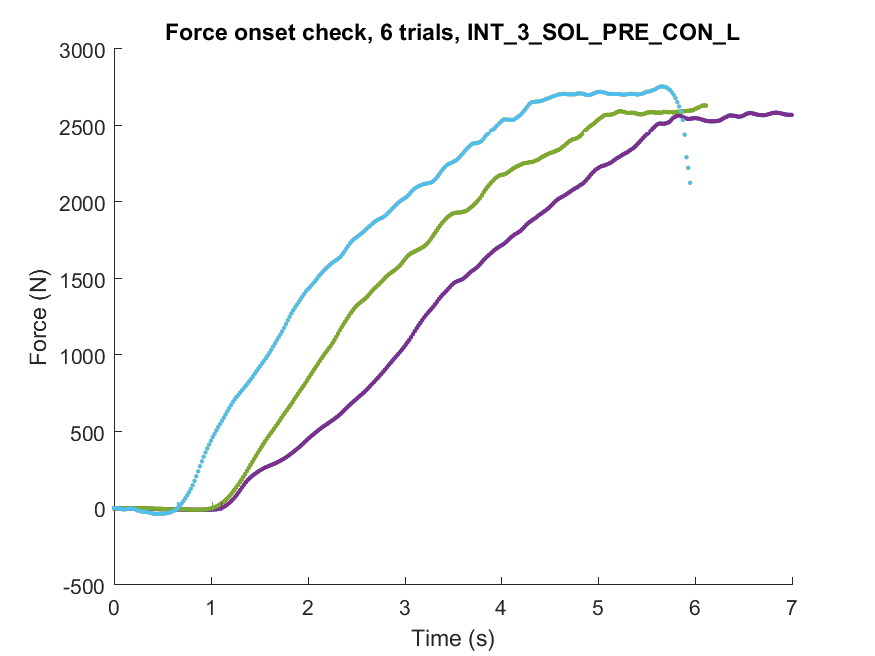 Force onset check, 6 trials, INT_3_SOL_PRE_CON_L
3000
2500
2000
1500
1000
500
0
-500
Force (N)
0 1 2 3 4 5 6 7
Time (s)